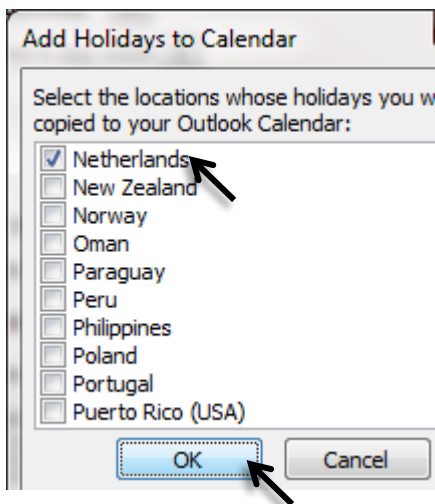 Add Holidays to Calendar
Select the locations whose holidays you w
copied to your Outlook Calendar:
Netherlands
New Zealand
Norway
Oman
Paraguay
Peru
Philippines
Poland
Portugal
Puerto Rico (USA)
OK Cancel